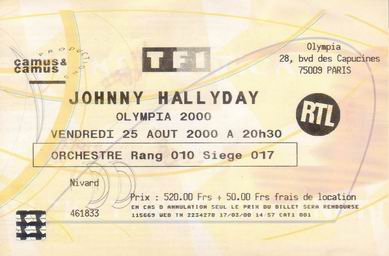 PRODUCTION
camus&
camus
TF1
Olympia
28, bvd des Capucines
75009 PARIS
JOHNNY HALLYDAY
OLYMPIA 2000
RTL
VENDREDI 25 AOUT 2000 A 20h30
ORCHESTRE Rang 010 Siege 017
Nivard
Prix : 520.00 Frs + 50.00 Frs frais de location
461833
EN CAS D ANNULATION SEUL LE PRIX DU BILLET SERA REMBOURSE
115669 WEB TN 2234278 17/03/00 14:57 CAT1 001